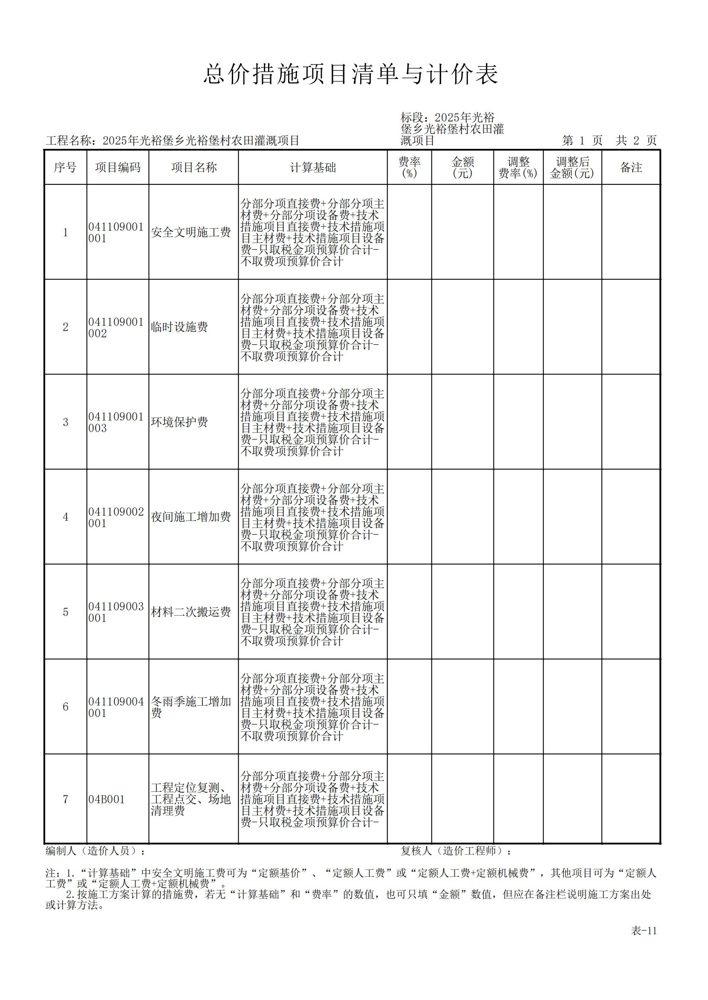 总价措施项目清单与计价表
标段：2025年光裕
堡乡光裕堡村农田灌
工程名称：2025年光裕堡乡光裕堡村农田灌溉项目 溉项目 第 1 页 共 2 页
序号 项目编码 项目名称 计算基础 费率 金额 调整 调整后 备注
(%) (元) 费率(%) 金额(元)
分部分项直接费+分部分项主
材费+分部分项设备费+技术
1 041109001 安全文明施工费 措施项目直接费+技术措施项
001 目主材费+技术措施项目设备
费-只取税金项预算价合计-
不取费项预算价合计
分部分项直接费+分部分项主
材费+分部分项设备费+技术
2 041109001 临时设施费 措施项目直接费+技术措施项
002 目主材费+技术措施项目设备
费-只取税金项预算价合计-
不取费项预算价合计
分部分项直接费+分部分项主
材费+分部分项设备费+技术
3 041109001 环境保护费 措施项目直接费+技术措施项
003 目主材费+技术措施项目设备
费-只取税金项预算价合计-
不取费项预算价合计
分部分项直接费+分部分项主
材费+分部分项设备费+技术
4 041109002 夜间施工增加费 措施项目直接费+技术措施项
001 目主材费+技术措施项目设备
费-只取税金项预算价合计-
不取费项预算价合计
分部分项直接费+分部分项主
材费+分部分项设备费+技术
5 041109003 材料二次搬运费 措施项目直接费+技术措施项
001 目主材费+技术措施项目设备
费-只取税金项预算价合计-
不取费项预算价合计
分部分项直接费+分部分项主
材费+分部分项设备费+技术
6 041109004 冬雨季施工增加 措施项目直接费+技术措施项
001 费 目主材费+技术措施项目设备
费-只取税金项预算价合计-
不取费项预算价合计
分部分项直接费+分部分项主
工程定位复测、 材费+分部分项设备费+技术
7 04B001 工程点交、场地 措施项目直接费+技术措施项
清理费 目主材费+技术措施项目设备
费-只取税金项预算价合计-
编制人（造价人员）： 复核人（造价工程师）：
注：1.“计算基础”中安全文明施工费可为“定额基价”、“定额人工费”或“定额人工费+定额机械费”，其他项目可为“定额人
工费”或“定额人工费+定额机械费”。
2.按施工方案计算的措施费，若无“计算基础”和“费率”的数值，也可只填“金额”数值，但应在备注栏说明施工方案出处
或计算方法。
表-11